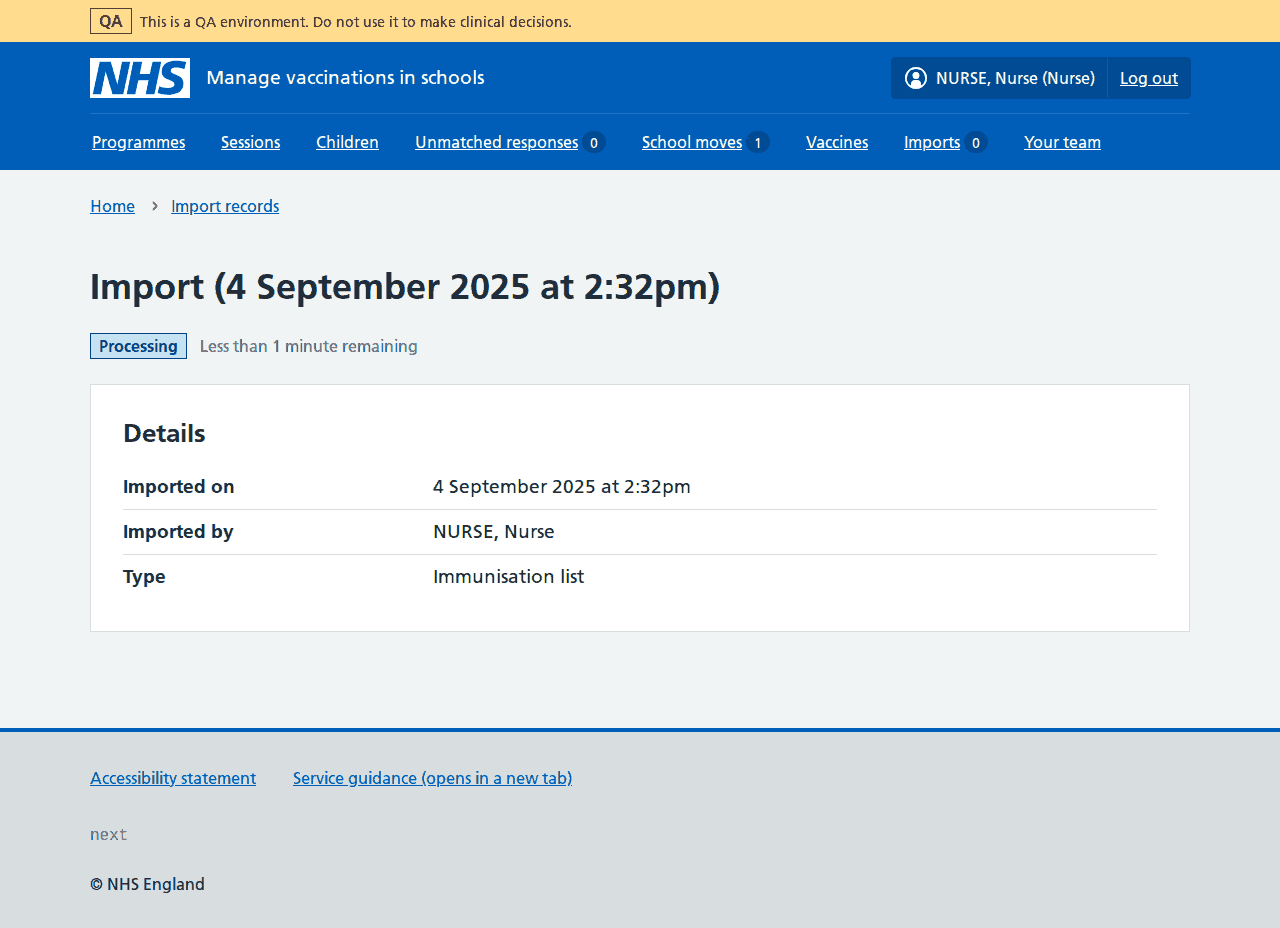 QA This is a QA environment. Do not use it to make clinical decisions.
NHS Manage vaccinations in schools NURSE, Nurse (Nurse) Log out
Programmes Sessions Children Unmatched responses 0 School moves 1 Vaccines Imports 0 Your team
Home Import records
Import (4 September 2025 at 2:32pm)
Processing Less than 1 minute remaining
Details
Imported on 4 September 2025 at 2:32pm
Imported by NURSE, Nurse
Type Immunisation list
Accessibility statement Service guidance (opens in a new tab)
next
© NHS England